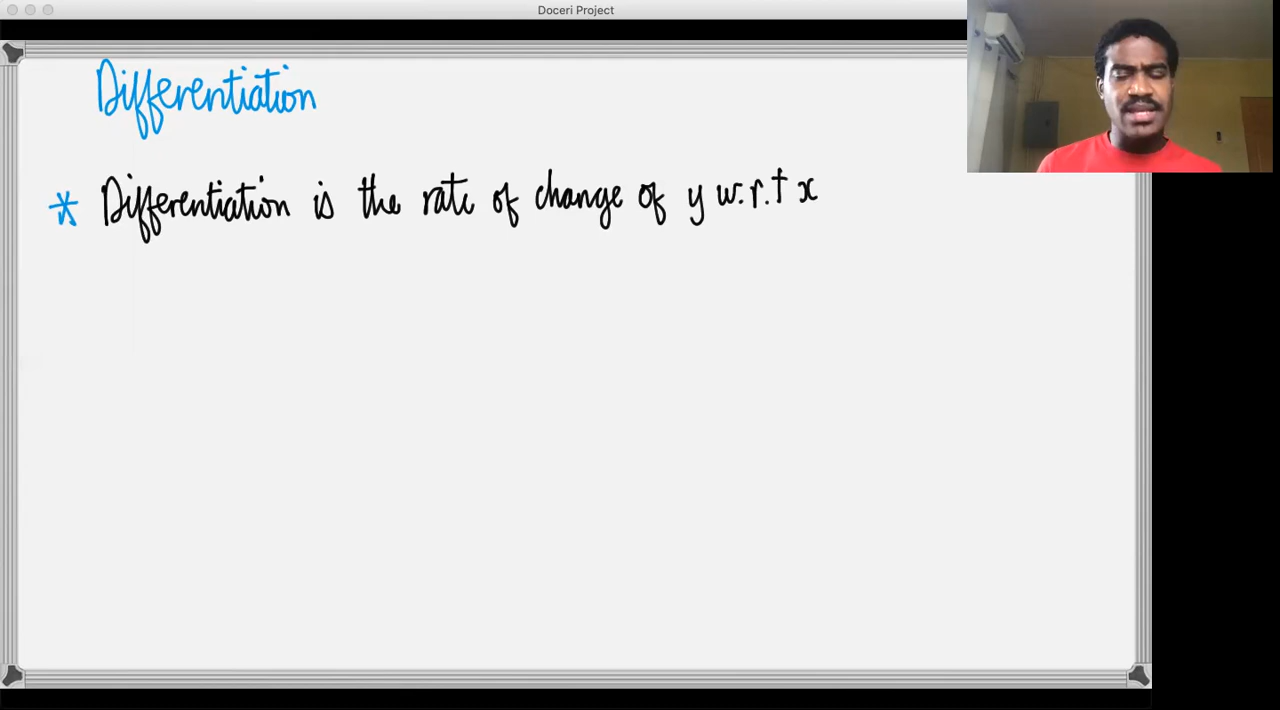 Doceri Project
Differentiation
* Differentiation is the rate of change of y w.r.t x